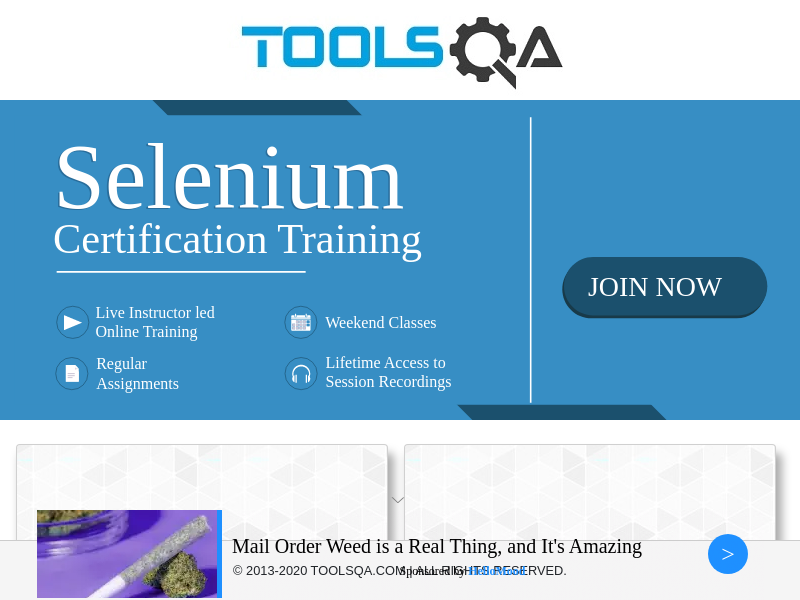 TOOLSQA
Selenium
Certification Training
Live Instructor led
Online Training
Weekend Classes
Regular
Assignments
Lifetime Access to
Session Recordings
JOIN NOW
Mail Order Weed is a Real Thing, and It's Amazing
© 2013-2020 TOOLSQA.COM | ALL RIGHTS RESERVED.
Sponsored by
>